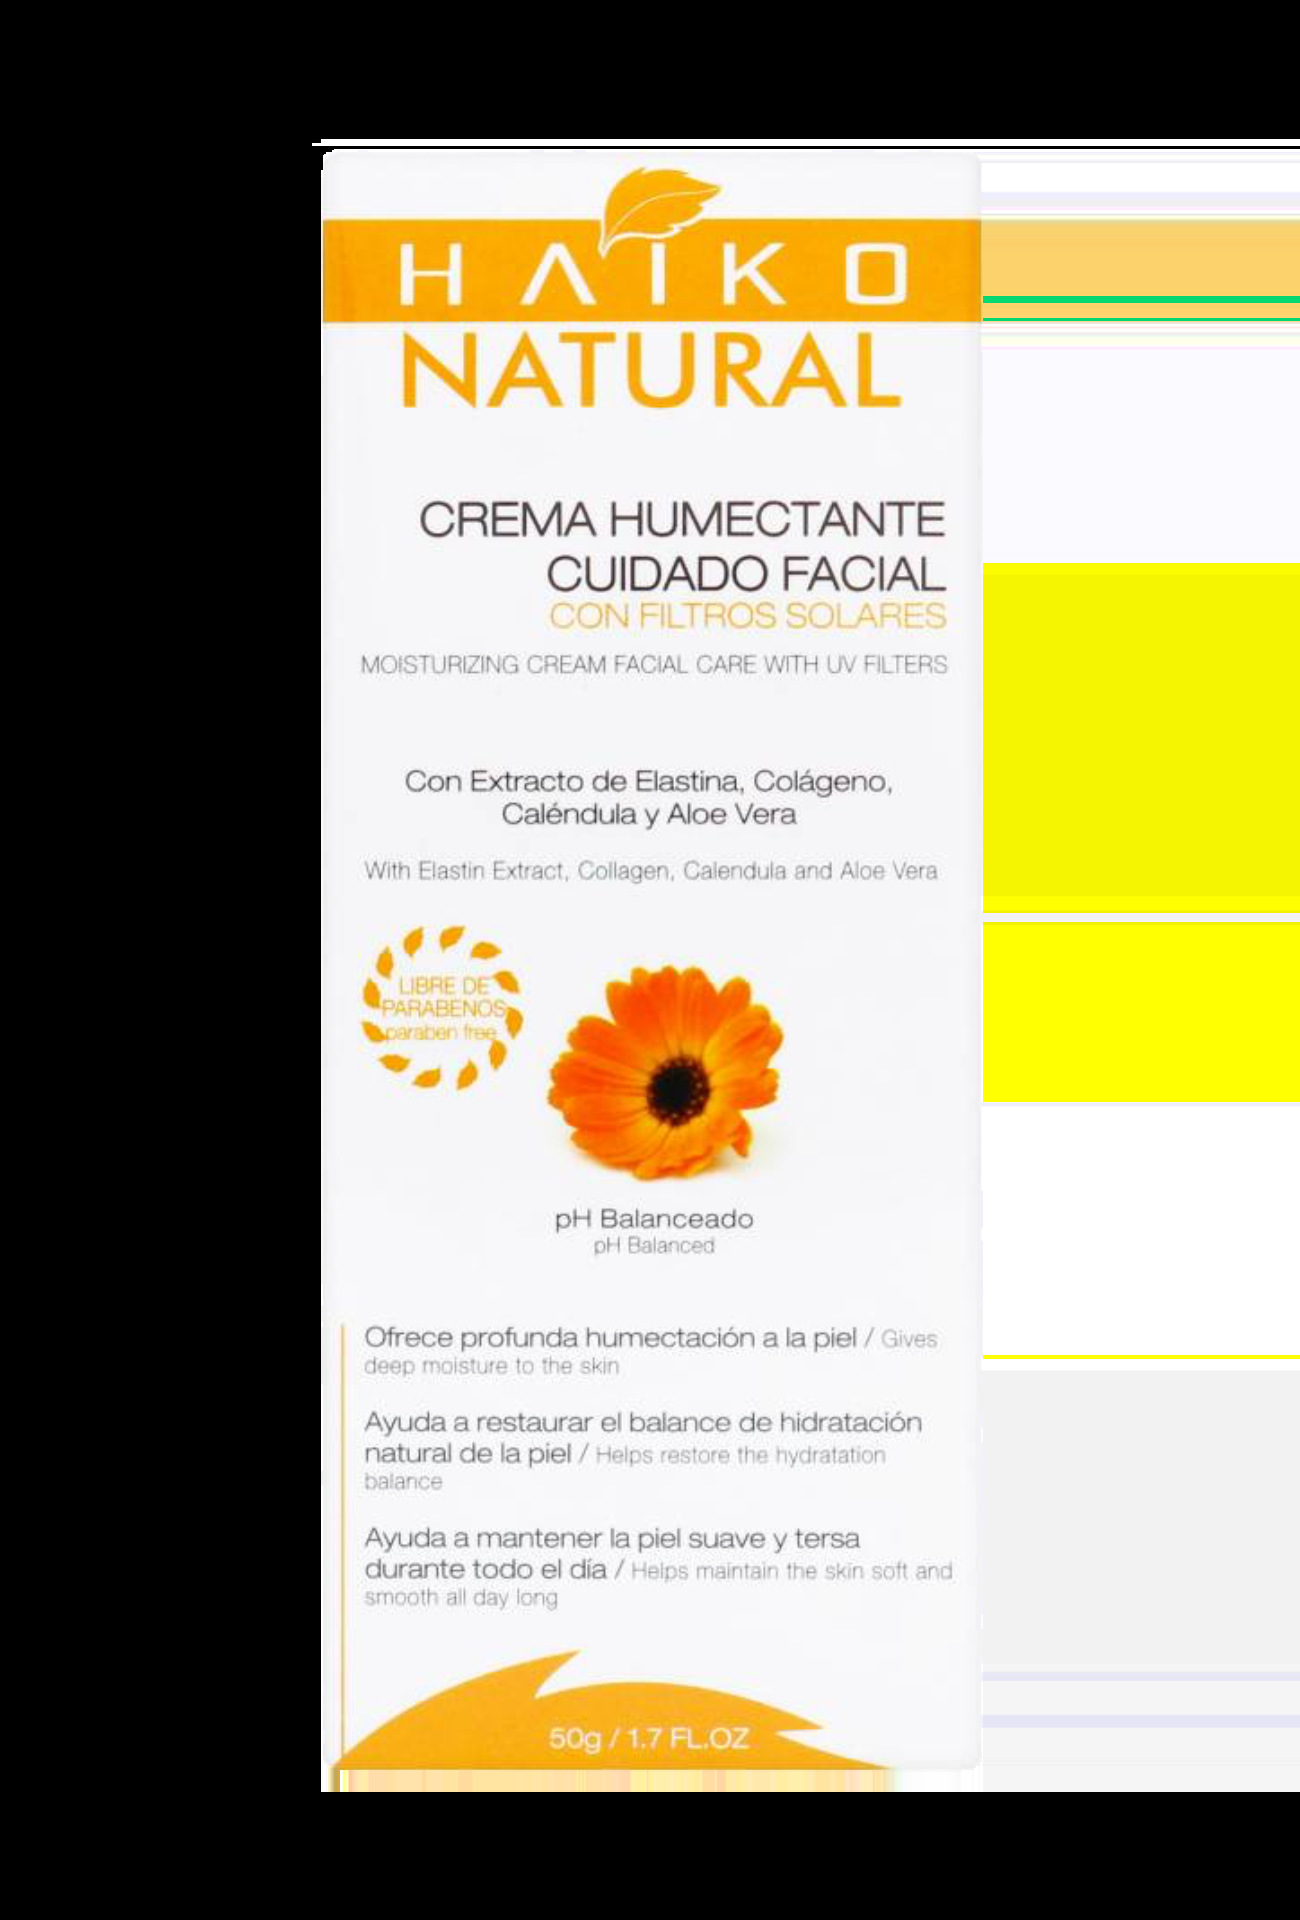 HAIKO
NATURAL
CREMA HUMECTANTE
CUIDADO FACIAL
CON FILTROS SOLARES
MOISTURIZING CREAM FACIAL CARE WITH UV FILTERS
Con Extracto de Elastina, Colágeno,
Caléndula y Aloe Vera
With Elastin Extract, Collagen, Calendula and Aloe Vera
LIBRE DE
PARABENOS
paraben free
pH Balanceado
pH Balanced
Ofrece profunda humectación a la piel / Gives
deep moisture to the skin
Ayuda a restaurar el balance de hidratación
natural de la piel / Helps restore the hydratation
balance
Ayuda a mantener la piel suave y tersa
durante todo el día / Helps maintain the skin soft and
smooth all day long
50g / 1.7 FL.OZ